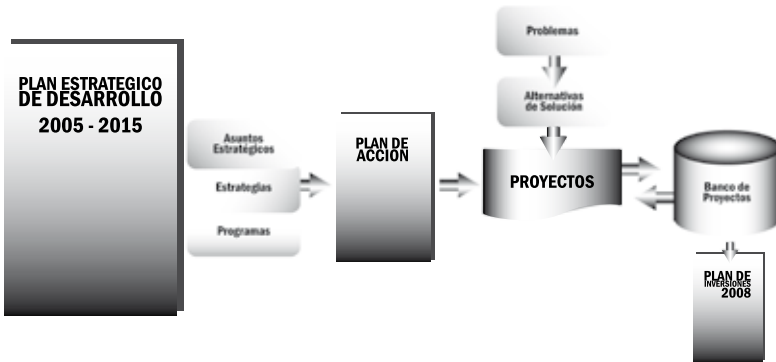 PLAN ESTRATEGICO
DE DESARROLLO
2005 - 2015
Asuntos
Estratégicos
Estrategias
Programas
PLAN DE
ACCION
Problemas
Alternativas
de Solución
PROYECTOS
Banco de
Proyectos
PLAN DE
INVERSIONES
2008